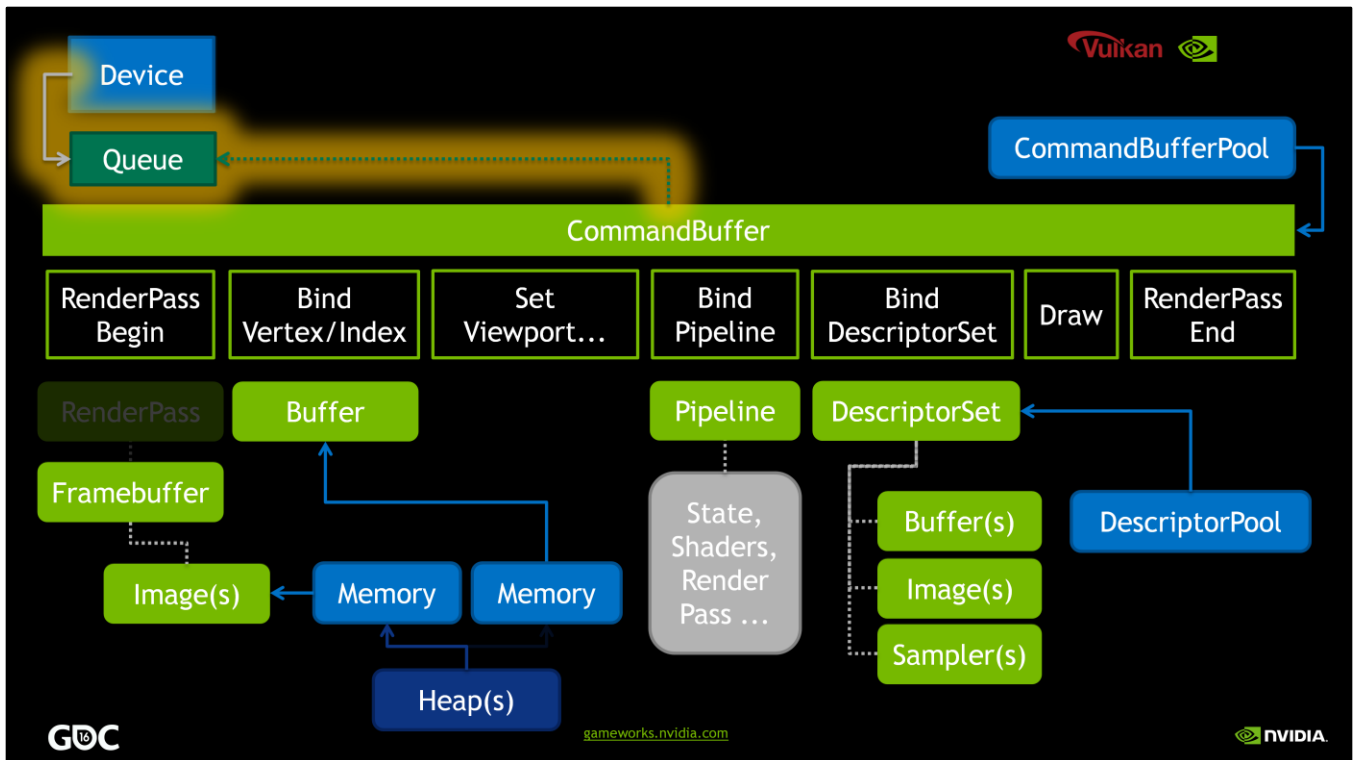 Device
Vulkan
Queue
CommandBufferPool
CommandBuffer
RenderPass
Begin
Bind
Vertex/Index
Set
Viewport...
Bind
Pipeline
Bind
DescriptorSet
Draw
RenderPass
End
RenderPass
Buffer
Pipeline
DescriptorSet
Framebuffer
State,
Shaders,
Render
Pass ...
Buffer(s)
DescriptorPool
Image(s)
Memory
Memory
Image(s)
Sampler(s)
Heap(s)
GDC
16
gameworks.nvidia.com
NVIDIA.